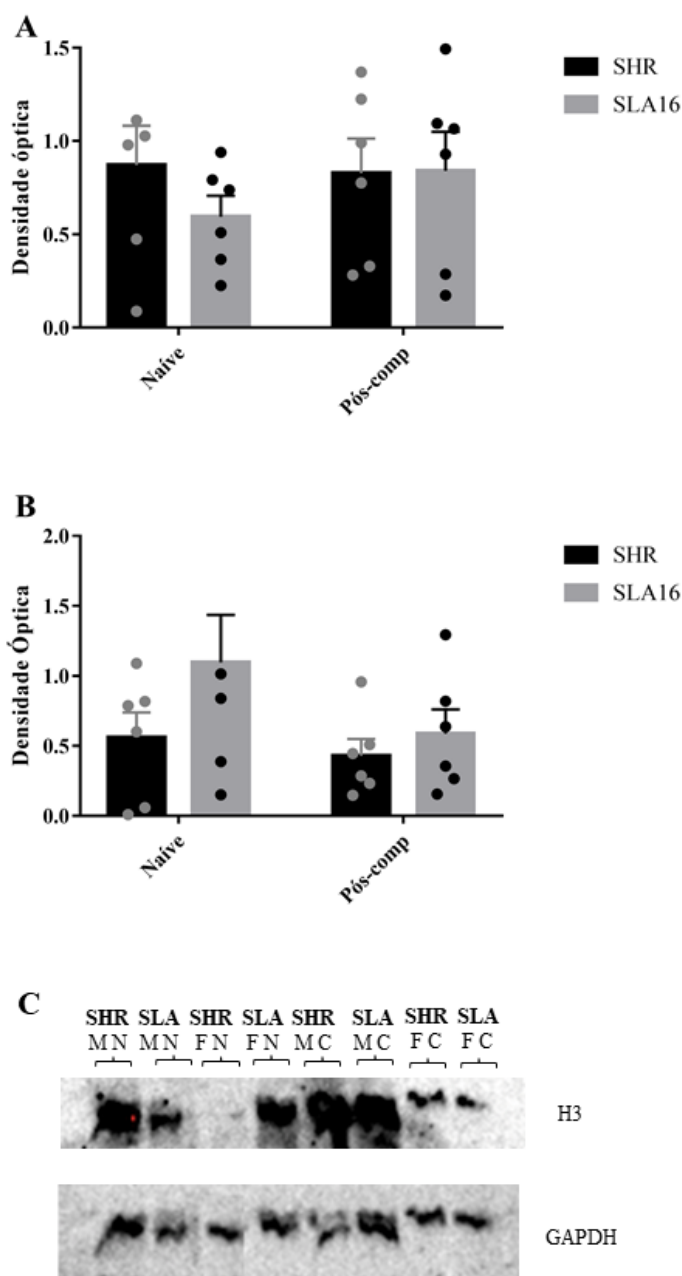 A
Densidade óptica
1.5
1.0
0.5
0.0
Naíve
Pós-comp
SHR
SLA16
B
Densidade Óptica
2.0
1.5
1.0
0.5
0.0
Naíve
Pós-comp
SHR
SLA16
C
SHR SLA SHR SLA SHR SLA SHR SLA
M N M N F N F N M C M C F C F C
H3
GAPDH